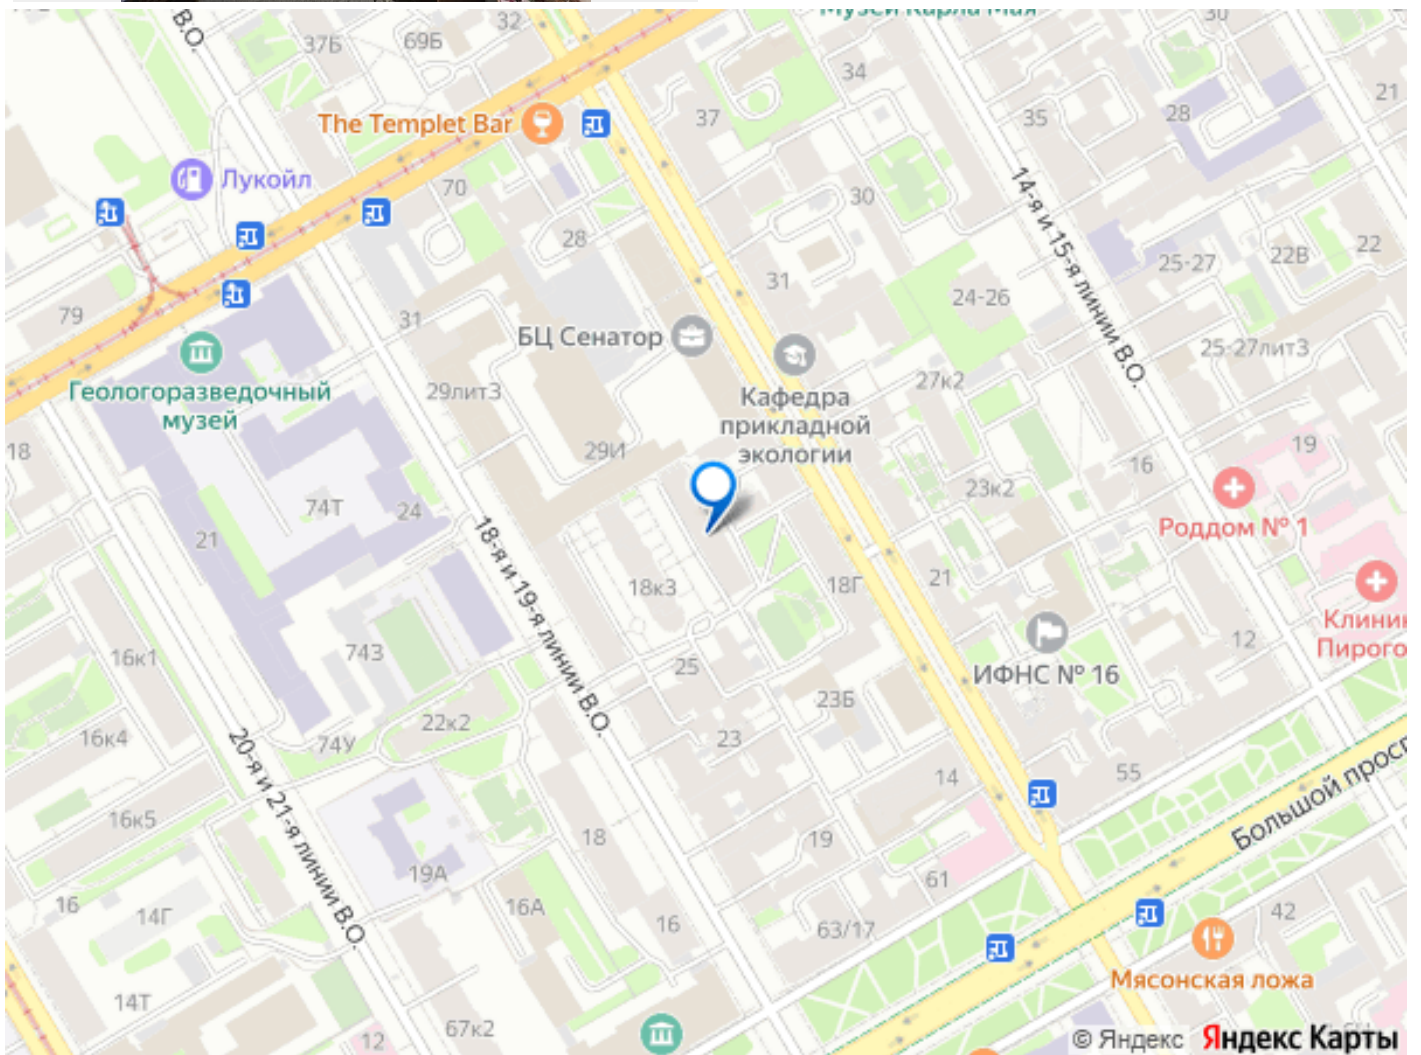 Музей Карла Мая
В.О.
37Б
69Б
32
30
34
21
The Templet Bar
37
35
28
Лукойл
70
30
14-я и 15-я линии В.О.
28
25-27
22В
22
31
24-26
79
31
БЦ Сенатор
25-27лит3
Геологоразведочный
музей
29лит3
Кафедра
прикладной
экологии
27к2
18
29И
19
16
74Т
24
23к2
Роддом № 1
21
18-я и 19-я линии В.О.
18к3
18Г
21
16к1
743
25
12
ИФНС № 16
23Б
16к4
22к2
74У
23
20-я и 21-я линии В.О.
14
55
Большой
16к5
18
19
19А
61
16
14Г
16А
16
63/17
42
Мясонская ложа
14Т
67к2
12
© Яндекс Яндекс Карты